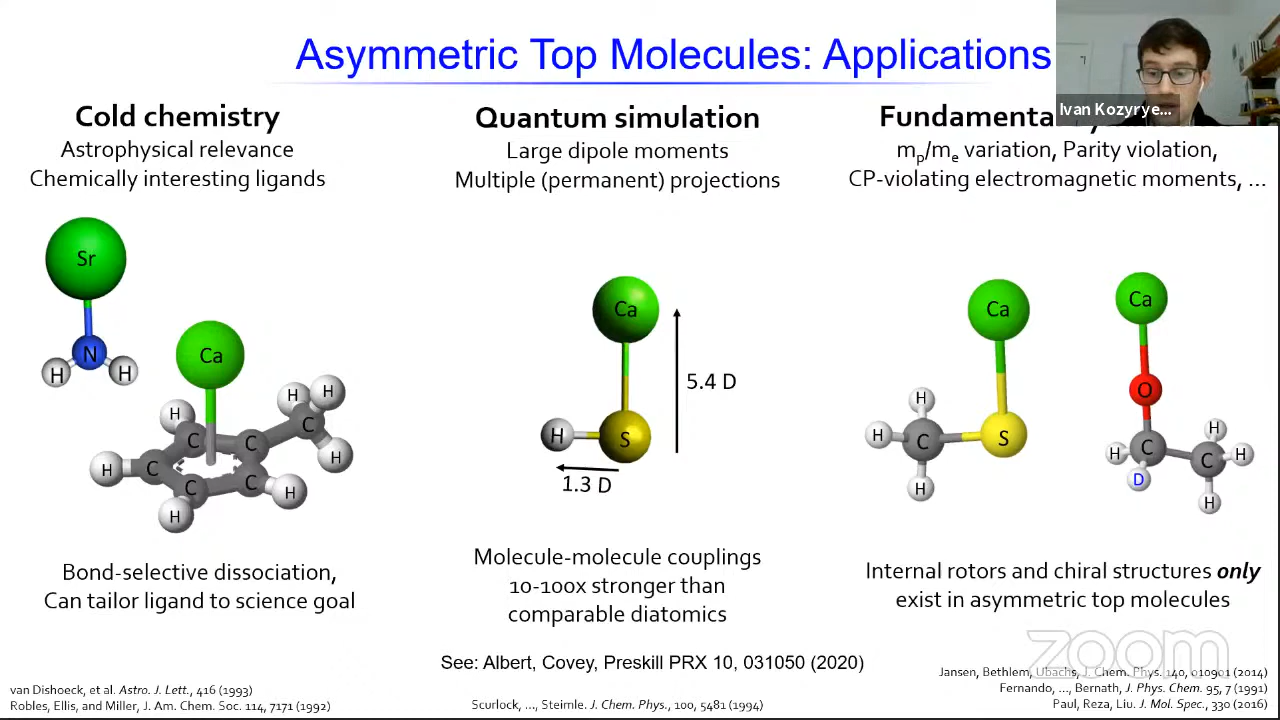 Asymmetric Top Molecules: Applications
Ivan Kozyrye...
Cold chemistry
Astrophysical relevance
Chemically interesting ligands
Sr
N
H
H
Ca
H
H
H
C
H
C
C
H
C
C
C
H
H
Bond-selective dissociation,
Can tailor ligand to science goal
van Dishoeck, et al. Astro. J. Lett., 416 (1993)
Robles, Ellis, and Miller, J. Am. Chem. Soc. 114, 7171 (1992)
Quantum simulation
Large dipole moments
Multiple (permanent) projections
Ca
5.4 D
H
S
1.3 D
Molecule-molecule couplings
10-100x stronger than
comparable diatomics
See: Albert, Covey, Preskill PRX 10, 031050 (2020)
Scurlock, ..., Steimle. J. Chem. Phys., 100, 5481 (1994)
Fundamental
mp/me variation, Parity violation,
CP-violating electromagnetic moments, ...
Ca
H
H
C
S
H
Ca
O
H
C
H
C
H
D
H
Internal rotors and chiral structures only
exist in asymmetric top molecules
zoom
Jansen, Bethlem, Ubachs, J. Chem. Phys. 140, 010901 (2014)
Fernando, ..., Bernath, J. Phys. Chem. 95, 7 (1991)
Paul, Reza, Liu. J. Mol. Spec., 330 (2016)